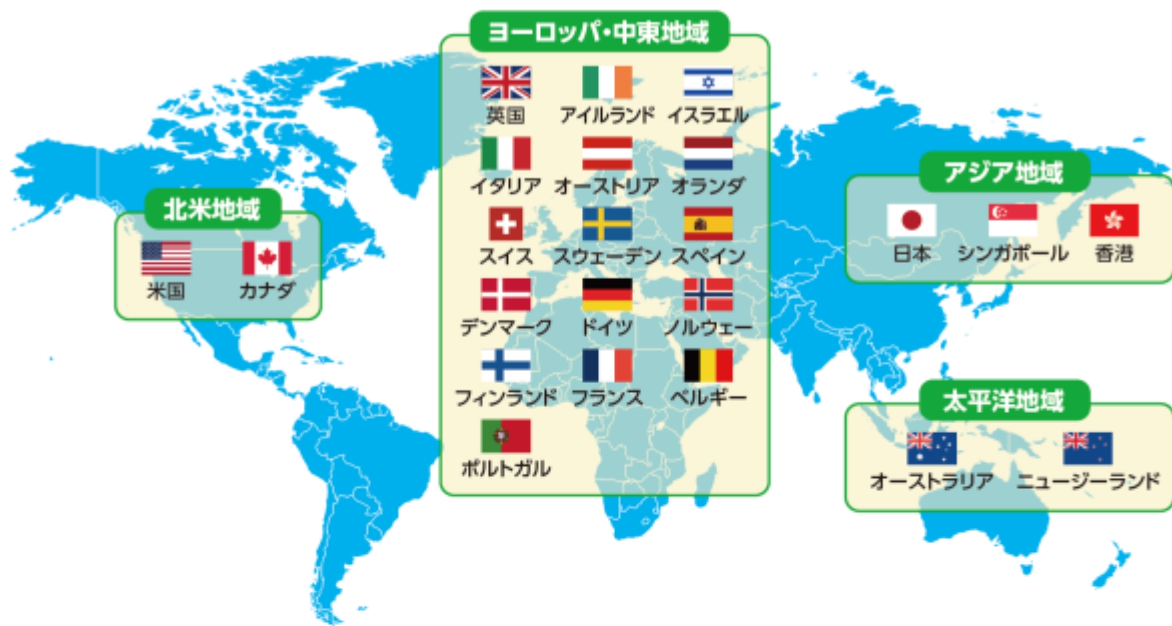 ヨーロッパ・中東地域
英国 アイルランド イスラエル
イタリア オーストリア オランダ
スイス スウェーデン スペイン
デンマーク ドイツ ノルウェー
フィンランド フランス ベルギー
ポルトガル
北米地域
米国 カナダ
アジア地域
日本 シンガポール 香港
太平洋地域
オーストラリア ニュージーランド